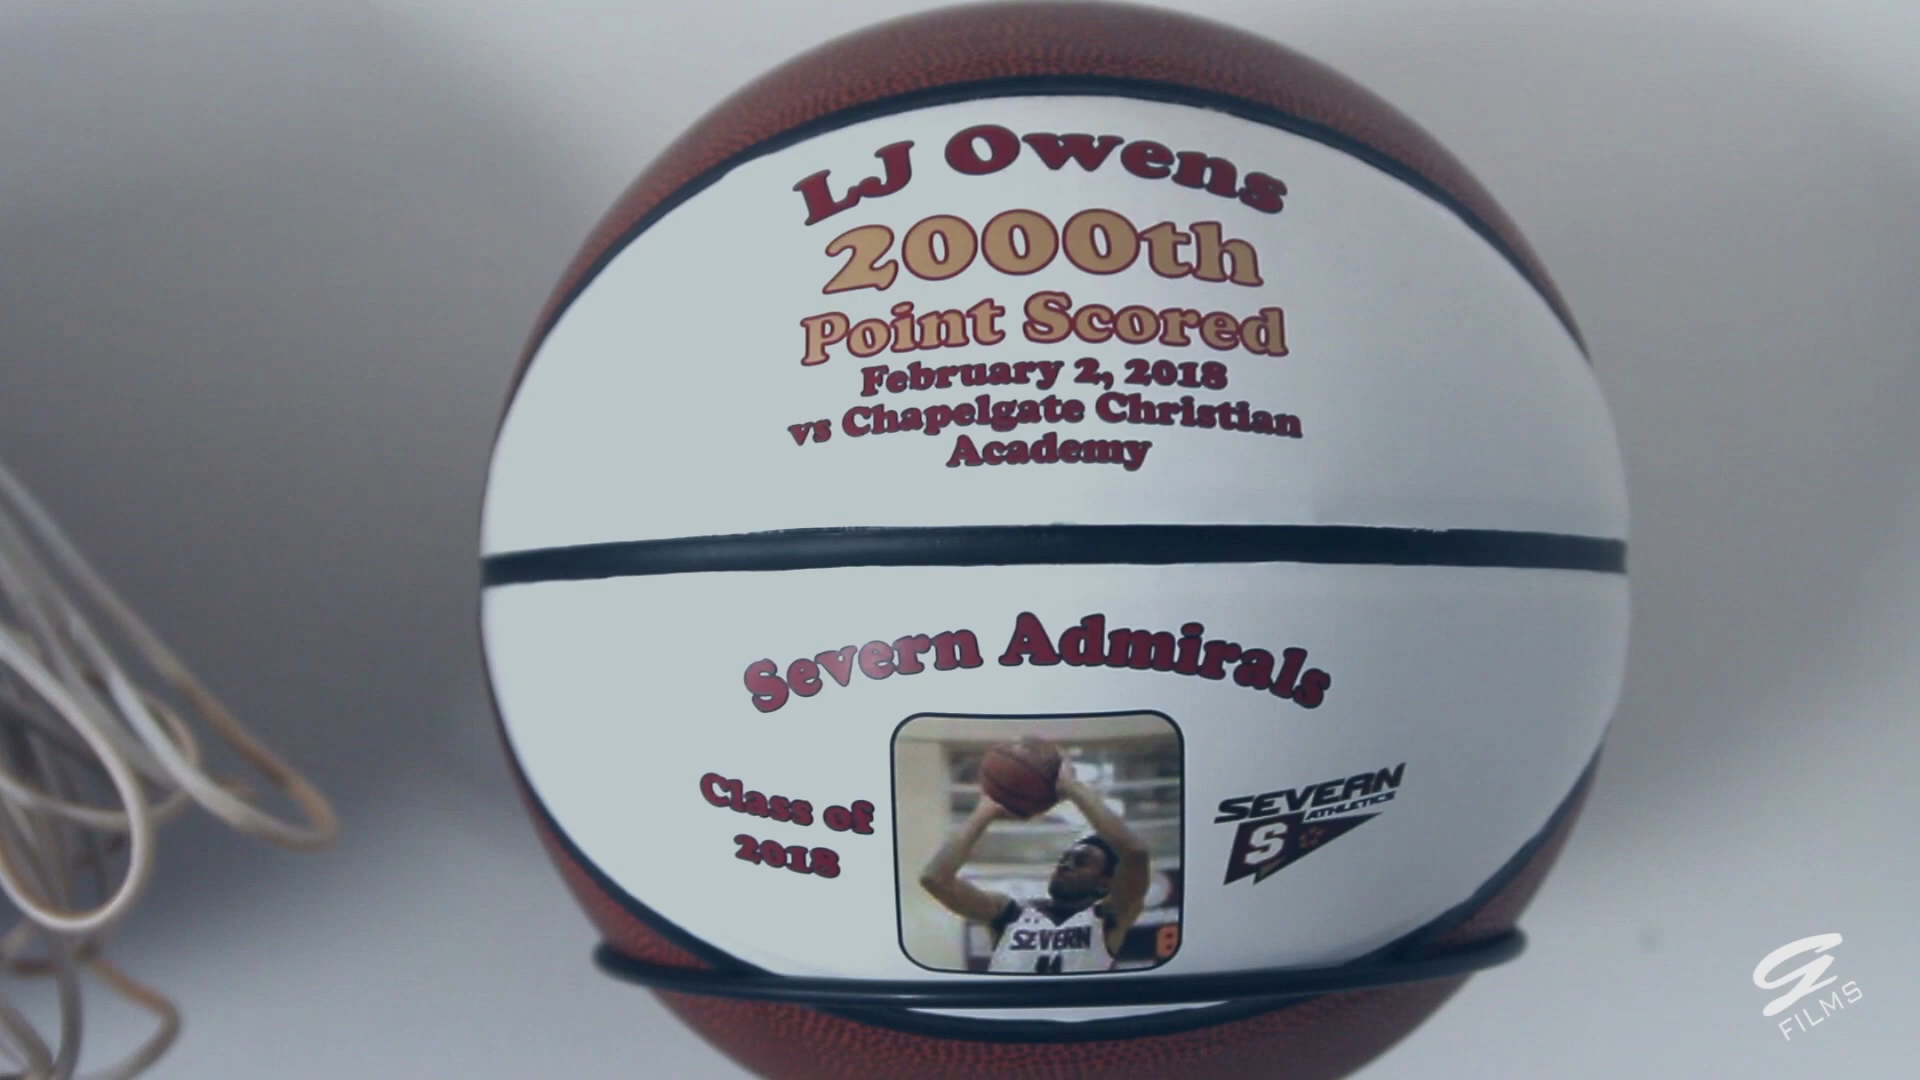 LJ Owens
2000th
Point Scored
February 2, 2018
vs Chapelgate Christian
Academy
Severn Admirals
Class of
2018
SEVERN
SEVERN
ATHLETICS
S
FILMS